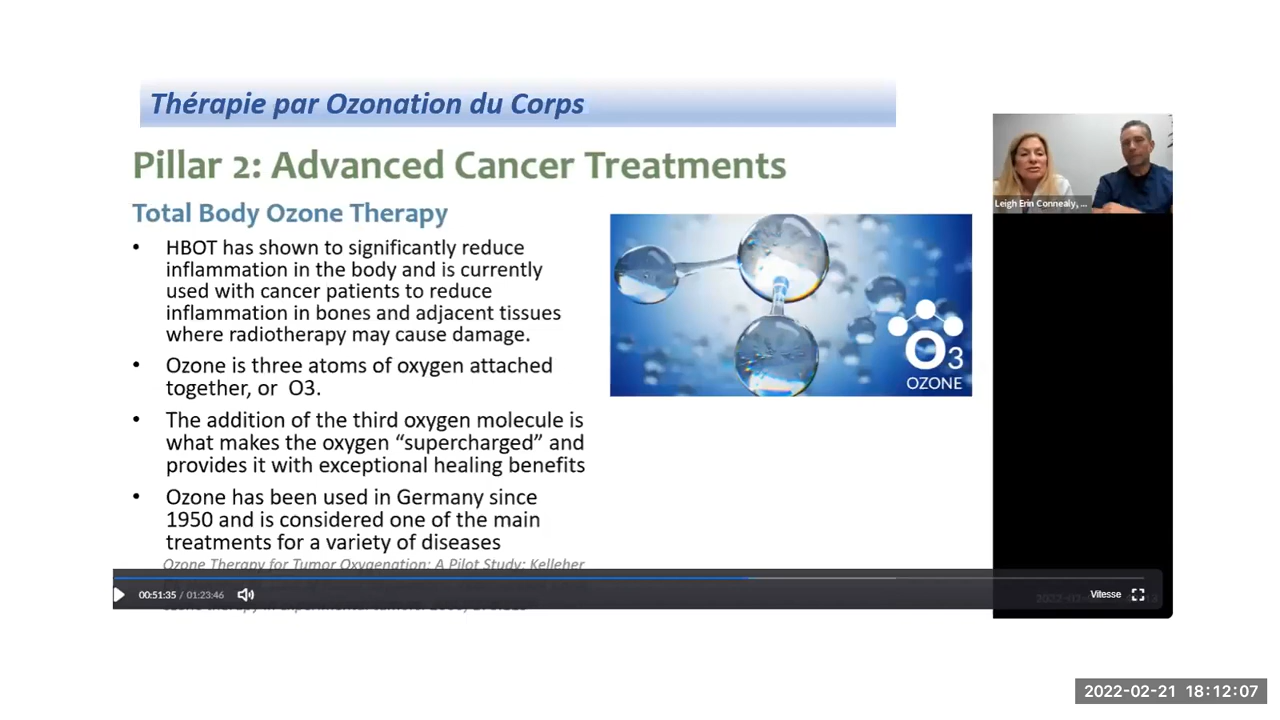 Thérapie par Ozonation du Corps
Pillar 2: Advanced Cancer Treatments
Total Body Ozone Therapy
• HBOT has shown to significantly reduce
inflammation in the body and is currently
used with cancer patients to reduce
inflammation in bones and adjacent tissues
where radiotherapy may cause damage.
• Ozone is three atoms of oxygen attached
together, or O3.
• The addition of the third oxygen molecule is
what makes the oxygen “supercharged” and
provides it with exceptional healing benefits
• Ozone has been used in Germany since
1950 and is considered one of the main
treatments for a variety of diseases
Ozone Therapy for Tumor Oxygenation: A Pilot Study: Kelleher
O3
OZONE
Leigh Erin Connealy, ...
00:51:35 / 01:23:46
Vitesse
2022-02-21 18:12:07